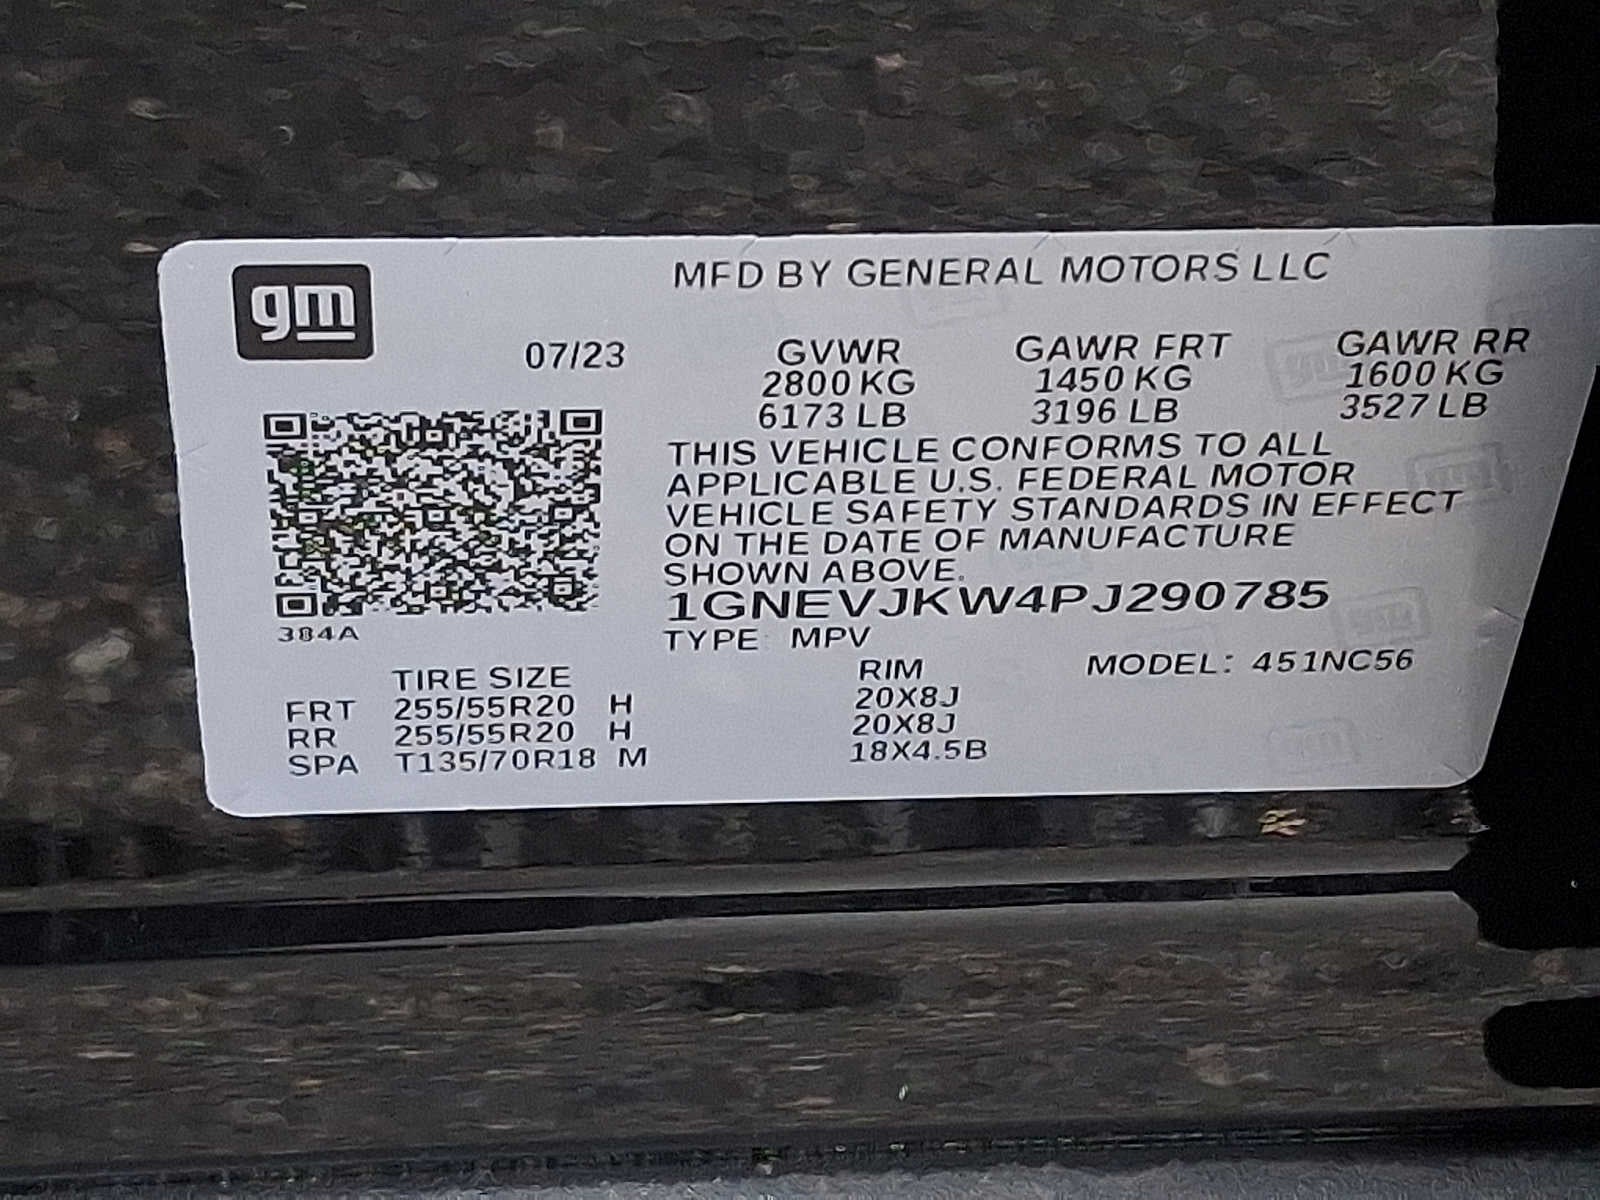 gm
MFD BY GENERAL MOTORS LLC
07/23
GVWR GAWR FRT GAWR RR
2800 KG 1450 KG 1600 KG
6173 LB 3196 LB 3527 LB
THIS VEHICLE CONFORMS TO ALL
APPLICABLE U.S. FEDERAL MOTOR
VEHICLE SAFETY STANDARDS IN EFFECT
ON THE DATE OF MANUFACTURE
SHOWN ABOVE.
1GNEVJKW4PJ290785
384A
TYPE: MPV
TIRE SIZE RIM MODEL: 451NC56
FRT 255/55R20 H 20X8J
RR 255/55R20 H 20X8J
SPA T135/70R18 M 18X4.5B